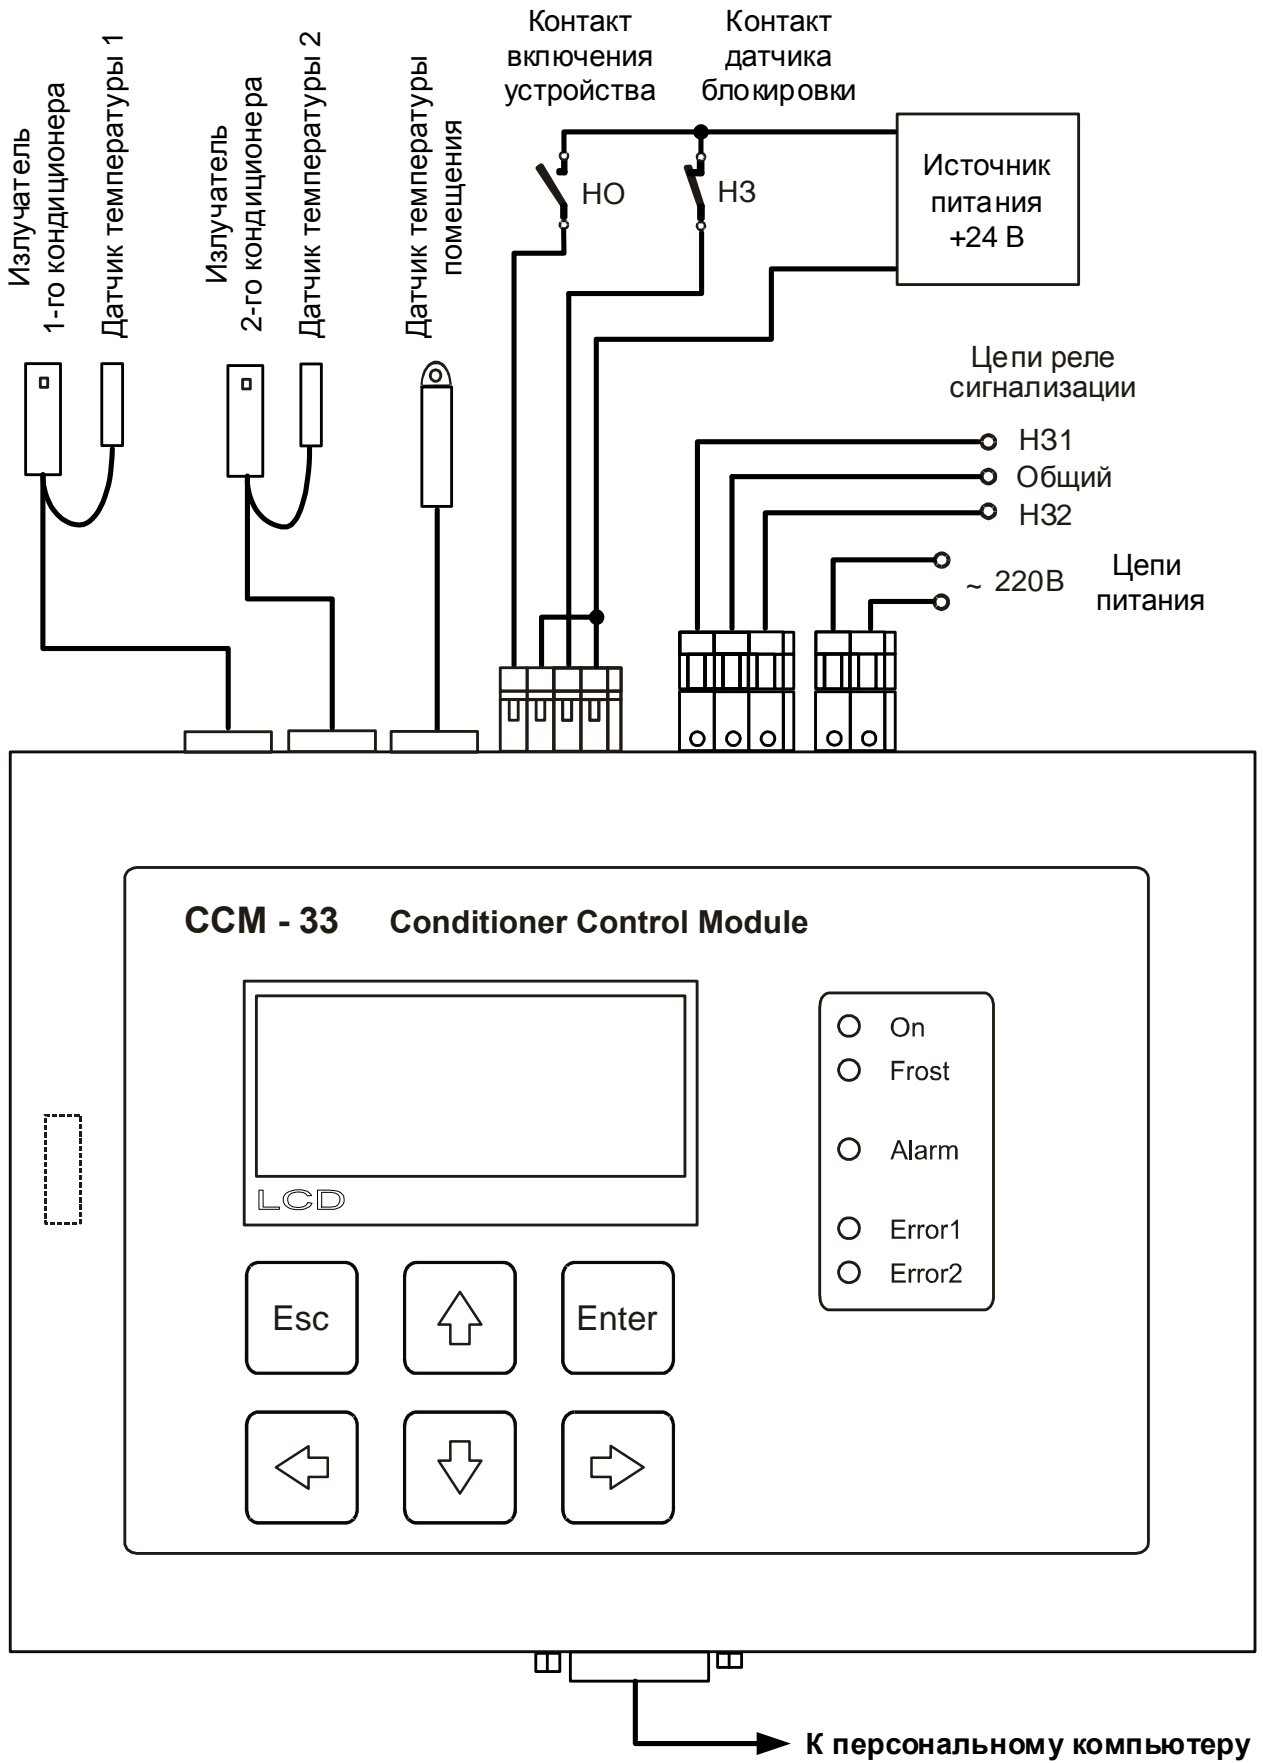 Излучатель
1-го кондиционера
Датчик температуры 1
Излучатель
2-го кондиционера
Датчик температуры 2
Датчик температуры
помещения
Контакт
включения
устройства
Контакт
датчика
блокировки
НО
НЗ
Источник
питания
+24 В
Цепи реле
сигнализации
НЗ1
Общий
НЗ2
~ 220В
Цепи
питания
CCM - 33 Conditioner Control Module
LCD
On
Frost
Alarm
Error1
Error2
Esc
Enter
К персональному компьютеру